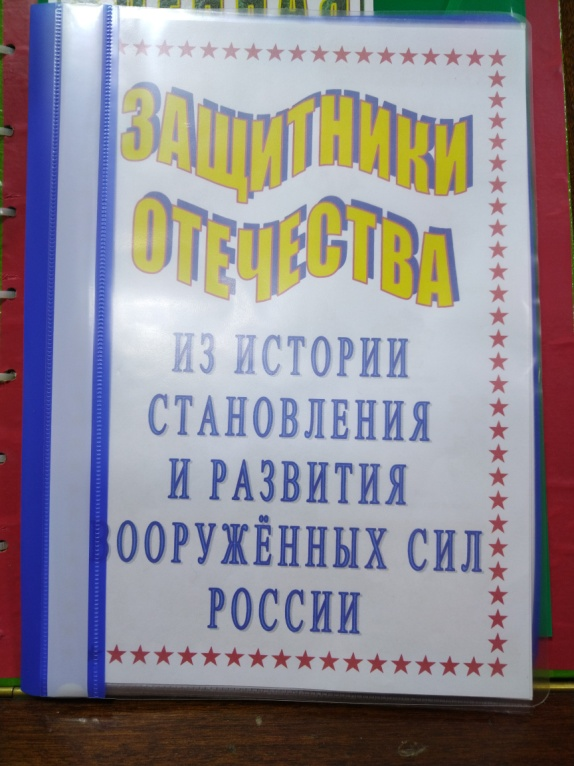 ЗАЩИТНИКИ
ОТЕЧЕСТВА
ИЗ ИСТОРИИ
СТАНОВЛЕНИЯ
И РАЗВИТИЯ
ВООРУЖЁННЫХ СИЛ
РОССИИ